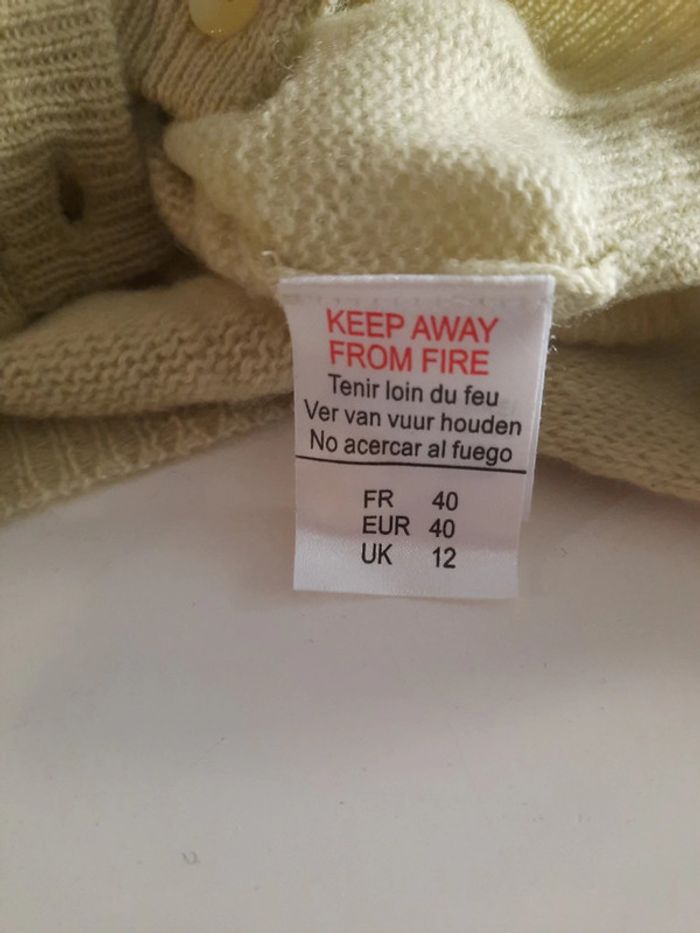 KEEP AWAY
FROM FIRE
Tenir loin du feu
Ver van vuur houden
No acercar al fuego
FR 40
EUR 40
UK 12